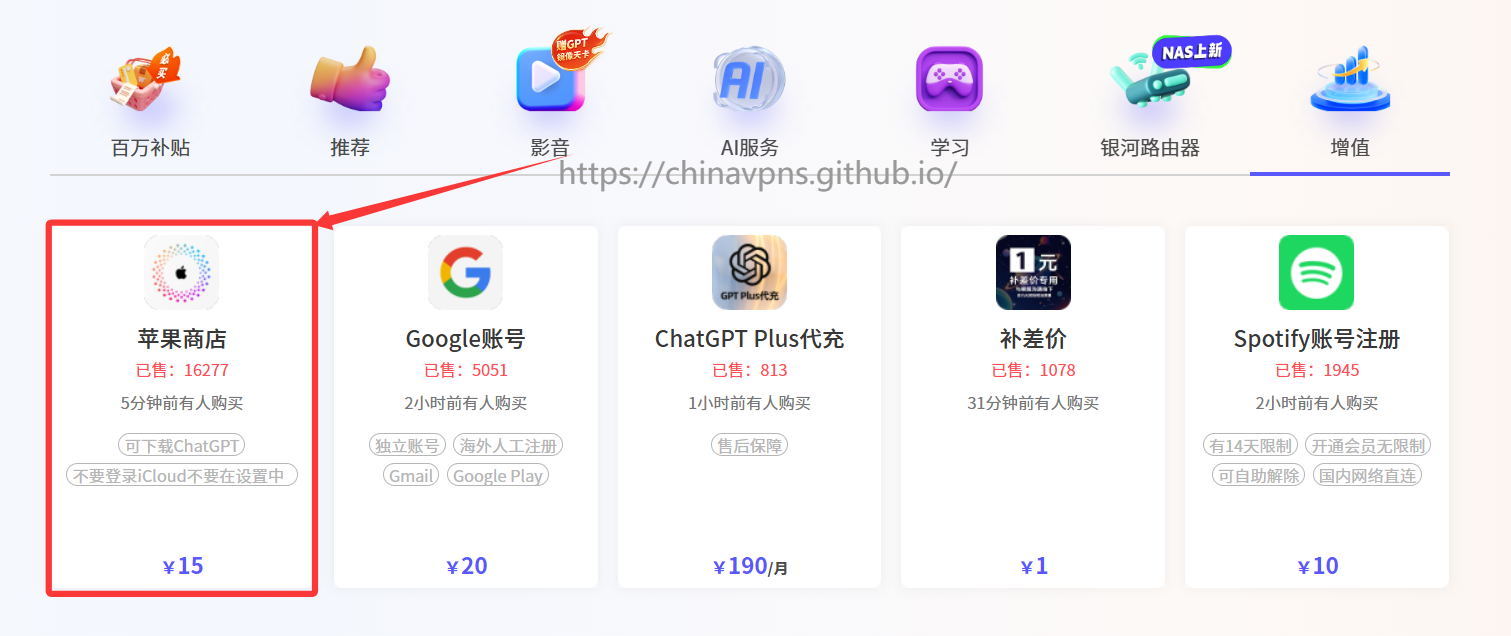 必买
赠GPT
镜像天卡
AI
NAS上新
百万补贴
推荐
影音
AI服务
学习
银河路由器
增值
https://chinavpns.github.io/
苹果商店
已售：16277
5分钟前有人购买
可下载ChatGPT
不要登录iCloud不要在设置中
¥15
Google账号
已售：5051
2小时前有人购买
独立账号 海外人工注册
Gmail Google Play
¥20
GPT Plus代充
ChatGPT Plus代充
已售：813
1小时前有人购买
售后保障
¥190/月
1元
补差价专用
补差价
已售：1078
31分钟前有人购买
¥1
Spotify账号注册
已售：1945
2小时前有人购买
有14天限制 开通会员无限制
可自助解除 国内网络直连
¥10